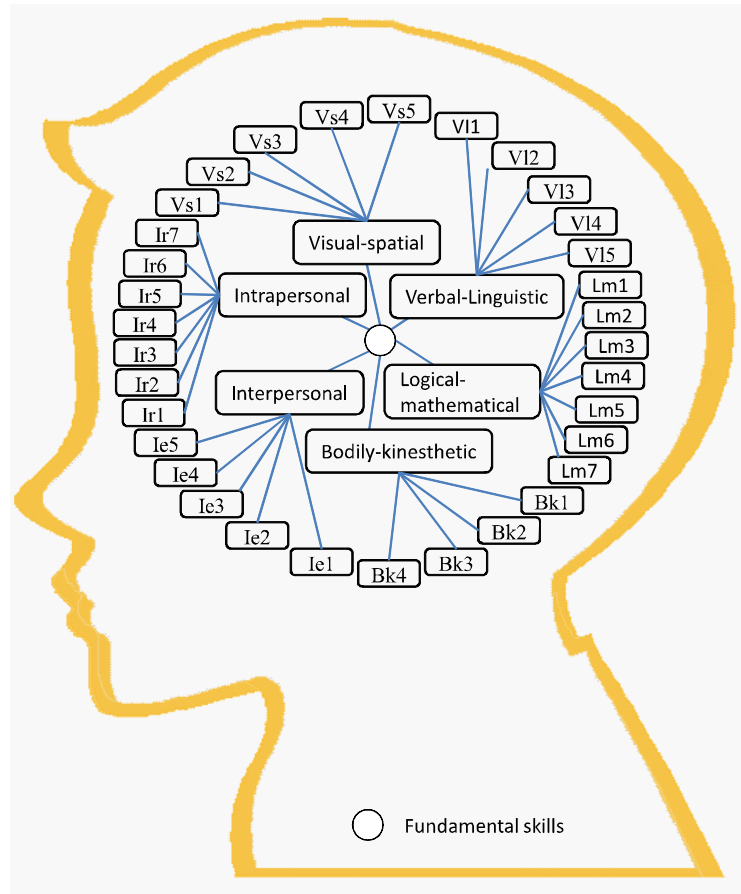 Vs5
Vs4
Vl1
Vs3
Vl2
Vs2
Vl3
Vs1
Vl4
Ir7
Visual-spatial
Vl5
Ir6
Lm1
Ir5
Intrapersonal
Verbal-Linguistic
Lm2
Ir4
Lm3
Ir3
Lm4
Ir2
Interpersonal
Logical-
mathematical
Lm5
Ir1
Lm6
Ie5
Bodily-kinesthetic
Lm7
Ie4
Bk1
Ie3
Bk2
Ie2
Bk3
Ie1
Bk4
Fundamental skills